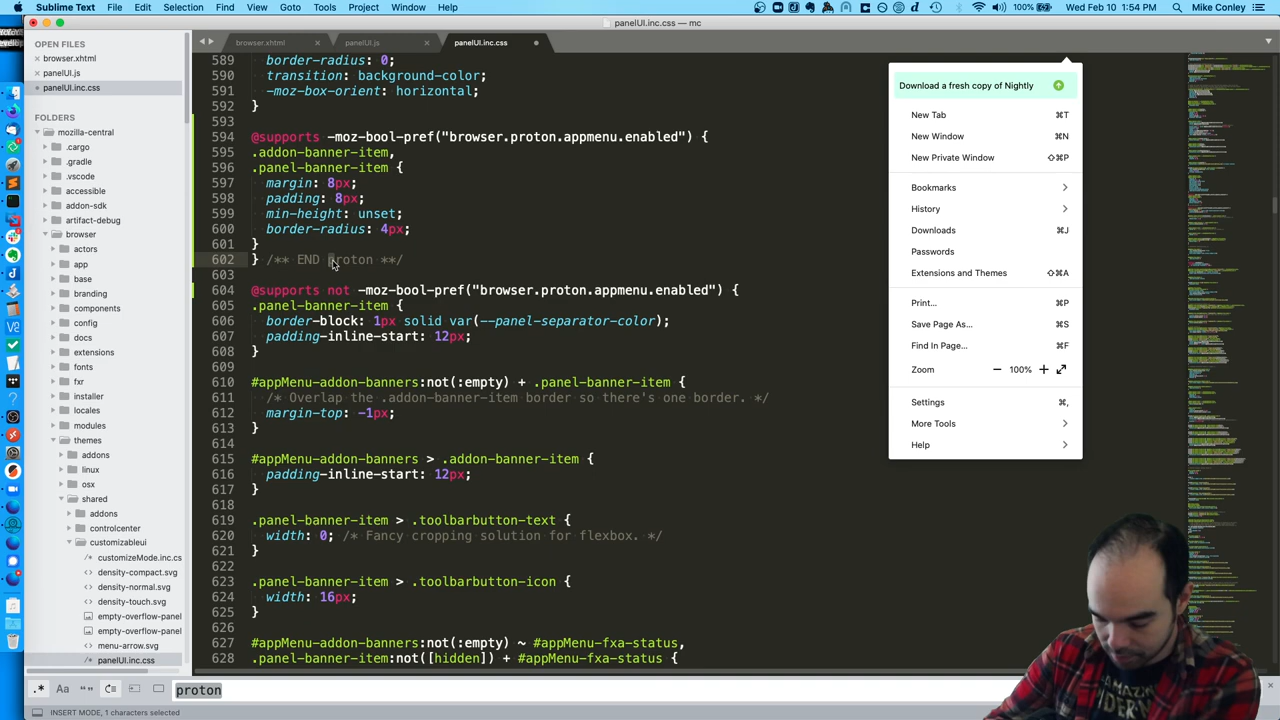 Sublime Text File Edit Selection Find View Goto Tools Project Window Help 100% Wed Feb 10 1:54 PM Mike Conley
panelUI.inc.css — mc
OPEN FILES
browser.xhtml
panelUI.js
panelUI.inc.css
FOLDERS
mozilla-central
.cargo
.gradle
.vscode
accessible
addon-sdk
artifact-debug
browser
actors
app
base
branding
components
config
docs
extensions
fonts
fxr
installer
locales
modules
themes
addons
linux
osx
shared
addons
controlcenter
customizableui
customizeMode.inc.cs
density-compact.svg
density-normal.svg
density-touch.svg
empty-overflow-panel
empty-overflow-panel
menu-arrow.svg
panelUI.inc.css
browser.xhtml
panelUI.js
panelUI.inc.css
589 border-radius: 0;
590 transition: background-color;
591 -moz-box-orient: horizontal;
592 }
593
594 @supports -moz-bool-pref("browser.proton.appmenu.enabled") {
595 .addon-banner-item,
596 .panel-banner-item {
597 margin: 8px;
598 padding: 8px;
599 min-height: unset;
600 borderradius: 4px;
601 }
602 } /** END proton **/
603
604 @supports not -moz-bool-pref("browser.proton.appmenu.enabled") {
605 .panel-banner-item {
606 border-block: 1px solid var(--panel-separator-color);
607 padding-inline-start: 12px;
608 }
609
610 #appMenu-addon-banners:not(:empty) + .panel-banner-item {
611 /* Overlap the .addon-banner-item border so there's one border. */
612 margin-top: -1px;
613 }
614
615 #appMenu-addon-banners > .addon-banner-item {
616 padding-inline-start: 12px;
617 }
618
619 .panel-banner-item > .toolbarbutton-text {
620 width: 0; /* Fancy cropping solution for flexbox. */
621 }
622
623 .panel-banner-item > .toolbarbutton-icon {
624 width: 16px;
625 }
626
627 #appMenu-addon-banners:not(:empty) ~ #appMenu-fxa-status,
628 .panel-banner-item:not([hidden]) + #appMenu-fxa-status {
Download a fresh copy of Nightly
New Tab ⌘T
New Window ⌘N
New Private Window ⇧⌘P
Bookmarks
History
Downloads ⌘J
Passwords
Extensions and Themes ⇧⌘A
Print... ⌘P
Save Page As... ⌘S
Find In Page... ⌘F
Zoom − 100% +
Settings ⌘,
More Tools
Help
.* Aa “” proton
INSERT MODE, 1 characters selected